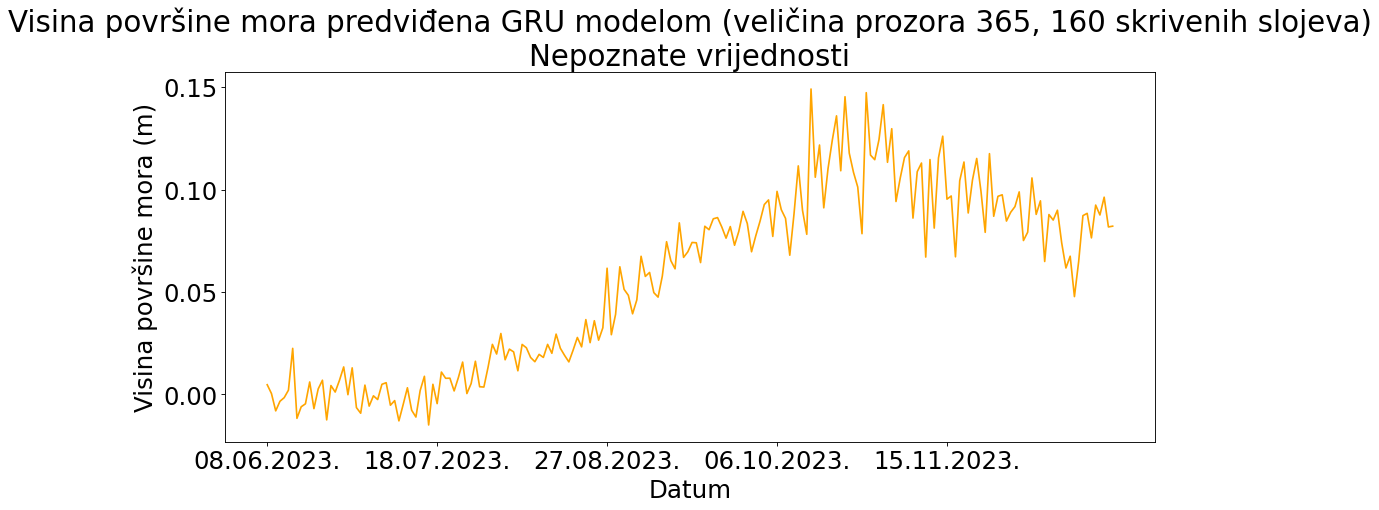 Visina površine mora predviđena GRU modelom (veličina prozora 365, 160 skrivenih slojeva)
Nepoznate vrijednosti
Visina površine mora (m)
0.15
0.10
0.05
0.00
08.06.2023. 18.07.2023. 27.08.2023. 06.10.2023. 15.11.2023.
Datum